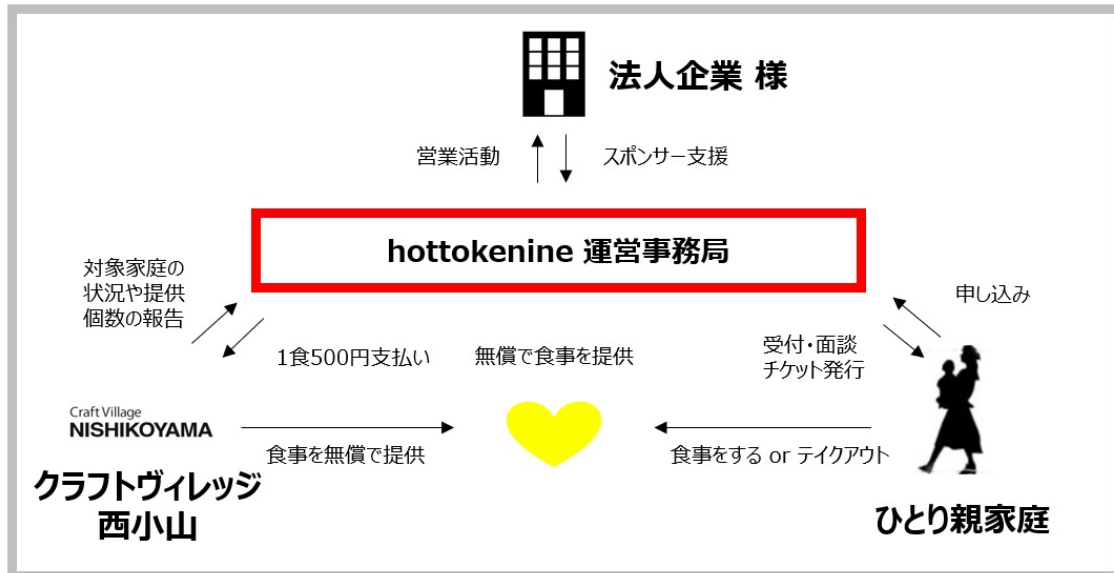 法人企業 様
営業活動
スポンサー支援
hottokenine 運営事務局
対象家庭の
状況や提供
個数の報告
申し込み
1食500円支払い
無償で食事を提供
受付・面談
チケット発行
Craft Village
NISHIKOYAMA
食事を無償で提供
食事をする or テイクアウト
クラフトヴィレッジ
西小山
ひとり親家庭